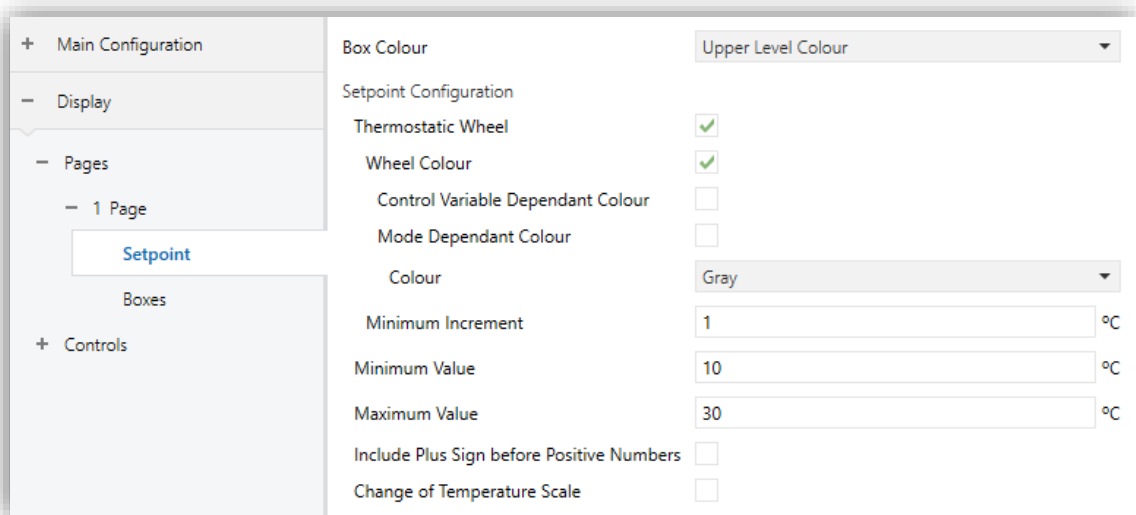 + Main Configuration
− Display
− Pages
− 1 Page
Setpoint
Boxes
+ Controls
Box Colour Upper Level Colour
Setpoint Configuration
Thermostatic Wheel
Wheel Colour
Control Variable Dependant Colour
Mode Dependant Colour
Colour Gray
Minimum Increment 1 ºC
Minimum Value 10 ºC
Maximum Value 30 ºC
Include Plus Sign before Positive Numbers
Change of Temperature Scale